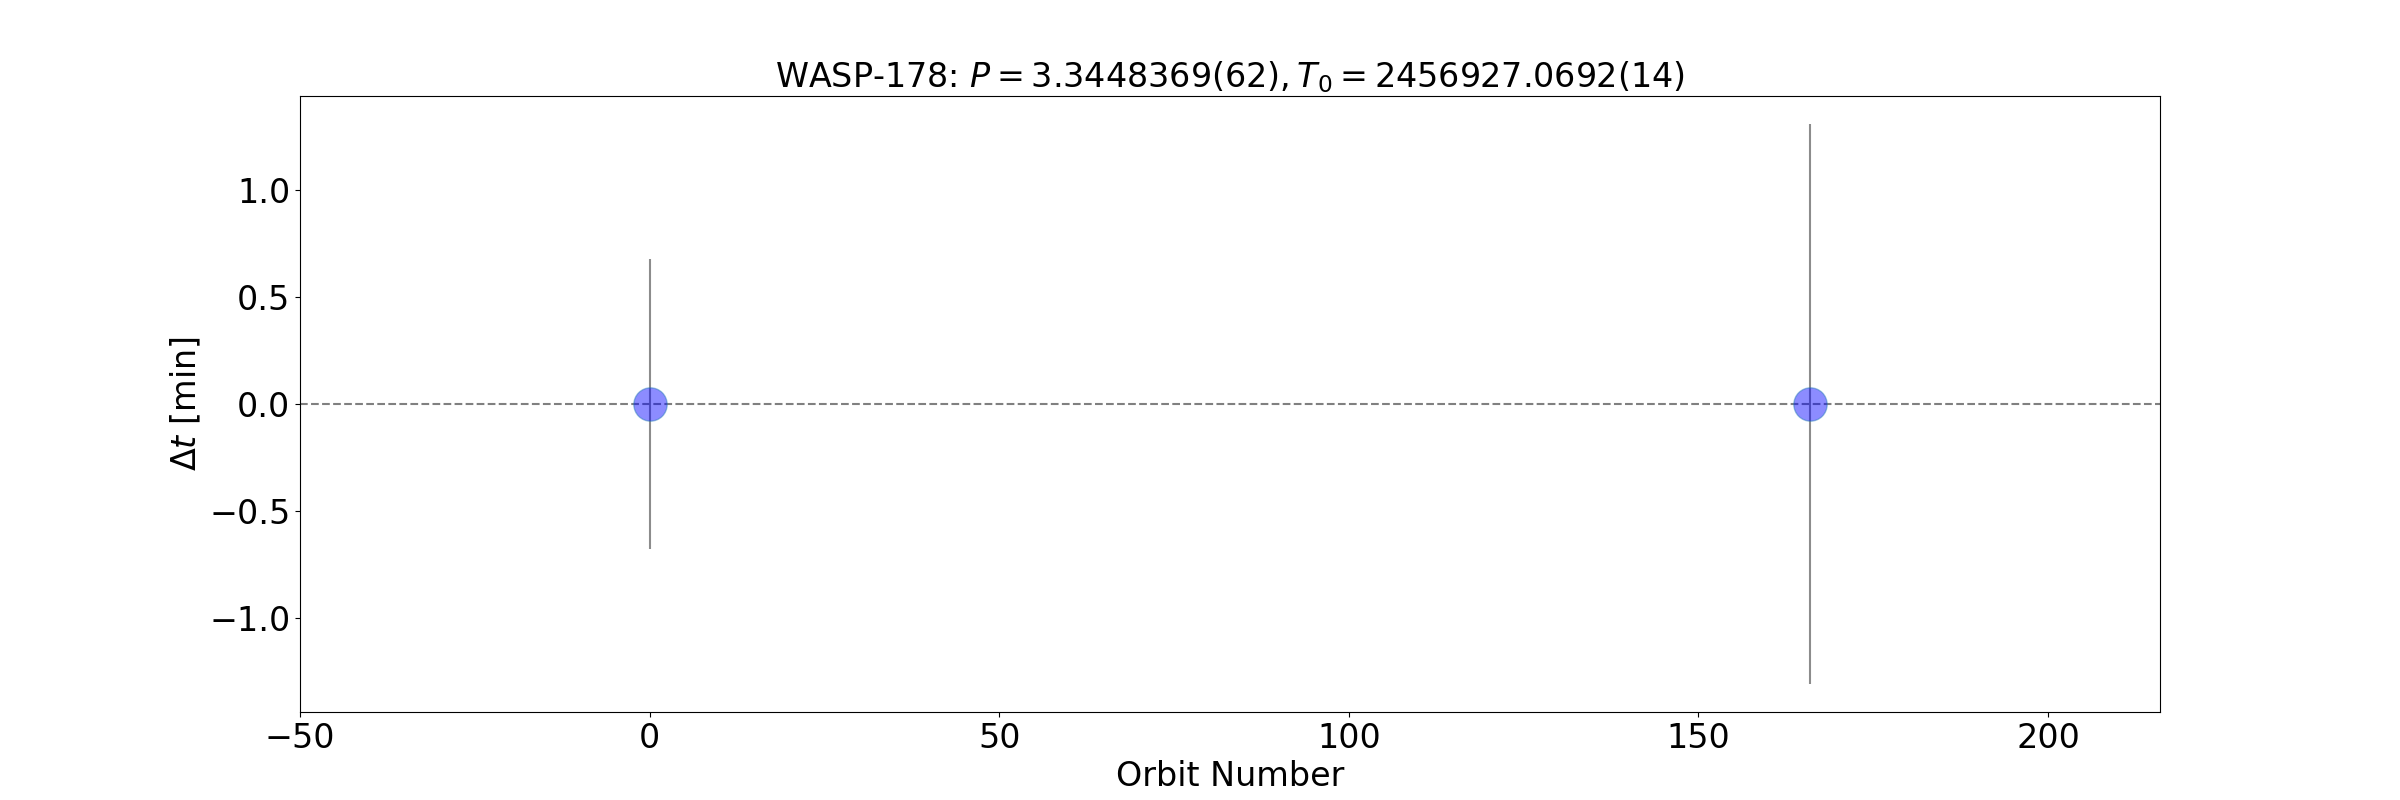 WASP-178: P = 3.3448369(62), T₀ = 2456927.0692(14)
1.0
0.5
0.0
−0.5
−1.0
Δt [min]
−50 0 50 100 150 200
Orbit Number